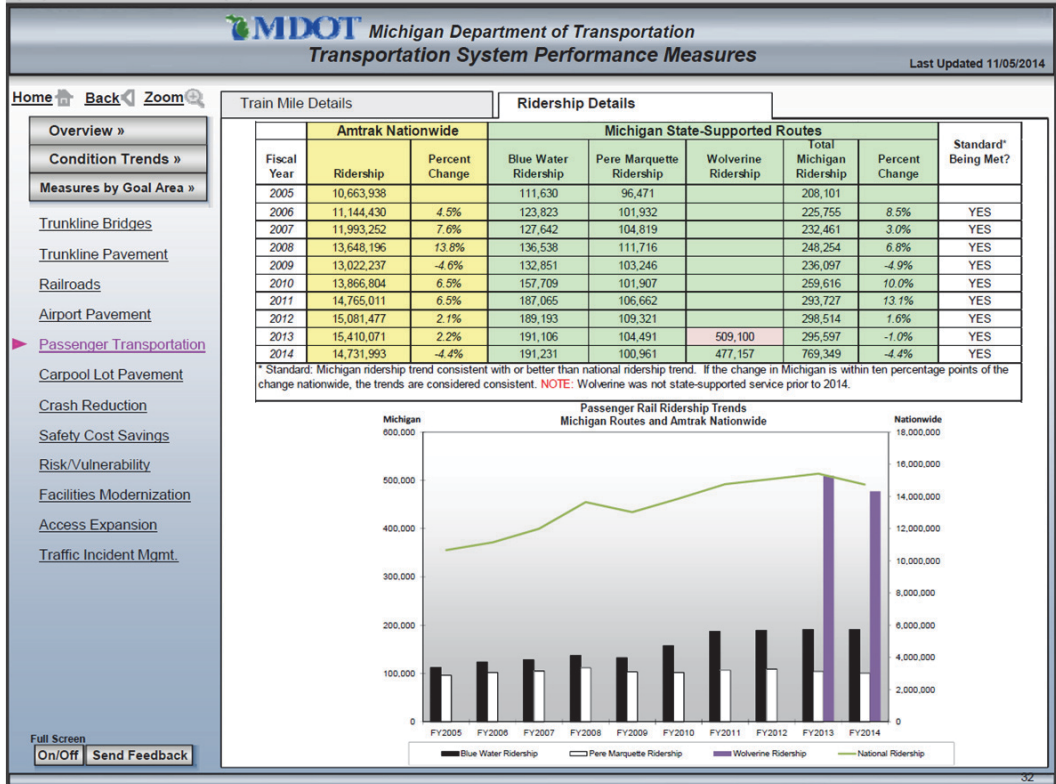 MDOT Michigan Department of Transportation
Transportation System Performance Measures
Last Updated 11/05/2014
Home Back Zoom
Overview »
Condition Trends »
Measures by Goal Area »
Trunkline Bridges
Trunkline Pavement
Railroads
Airport Pavement
Passenger Transportation
Carpool Lot Pavement
Crash Reduction
Safety Cost Savings
Risk/Vulnerability
Facilities Modernization
Access Expansion
Traffic Incident Mgmt.
Full Screen
On/Off Send Feedback
Train Mile Details Ridership Details
Amtrak Nationwide Michigan State-Supported Routes
Fiscal Year Ridership Percent Change Blue Water Ridership Pere Marquette Ridership Wolverine Ridership Total Michigan Ridership Percent Change Standard* Being Met?
2005 10,663,938 111,630 96,471 208,101
2006 11,144,430 4.5% 123,823 101,932 225,755 8.5% YES
2007 11,993,252 7.6% 127,642 104,819 232,461 3.0% YES
2008 13,648,196 13.8% 136,538 111,716 248,254 6.8% YES
2009 13,022,237 -4.6% 132,851 103,246 236,097 -4.9% YES
2010 13,866,804 6.5% 157,709 101,907 259,616 10.0% YES
2011 14,765,011 6.5% 187,065 106,662 293,727 13.1% YES
2012 15,081,477 2.1% 189,193 109,321 298,514 1.6% YES
2013 15,410,071 2.2% 191,106 104,491 509,100 295,597 -1.0% YES
2014 14,731,993 -4.4% 191,231 100,961 477,157 769,349 -4.4% YES
* Standard: Michigan ridership trend consistent with or better than national ridership trend. If the change in Michigan is within ten percentage points of the
change nationwide, the trends are considered consistent. NOTE: Wolverine was not state-supported service prior to 2014.
Passenger Rail Ridership Trends
Michigan Routes and Amtrak Nationwide
Michigan Nationwide
600,000 18,000,000
16,000,000
500,000
14,000,000
400,000 12,000,000
10,000,000
300,000
8,000,000
200,000 6,000,000
4,000,000
100,000
2,000,000
0 0
FY2005 FY2006 FY2007 FY2008 FY2009 FY2010 FY2011 FY2012 FY2013 FY2014
Blue Water Ridership Pere Marquette Ridership Wolverine Ridership National Ridership
32